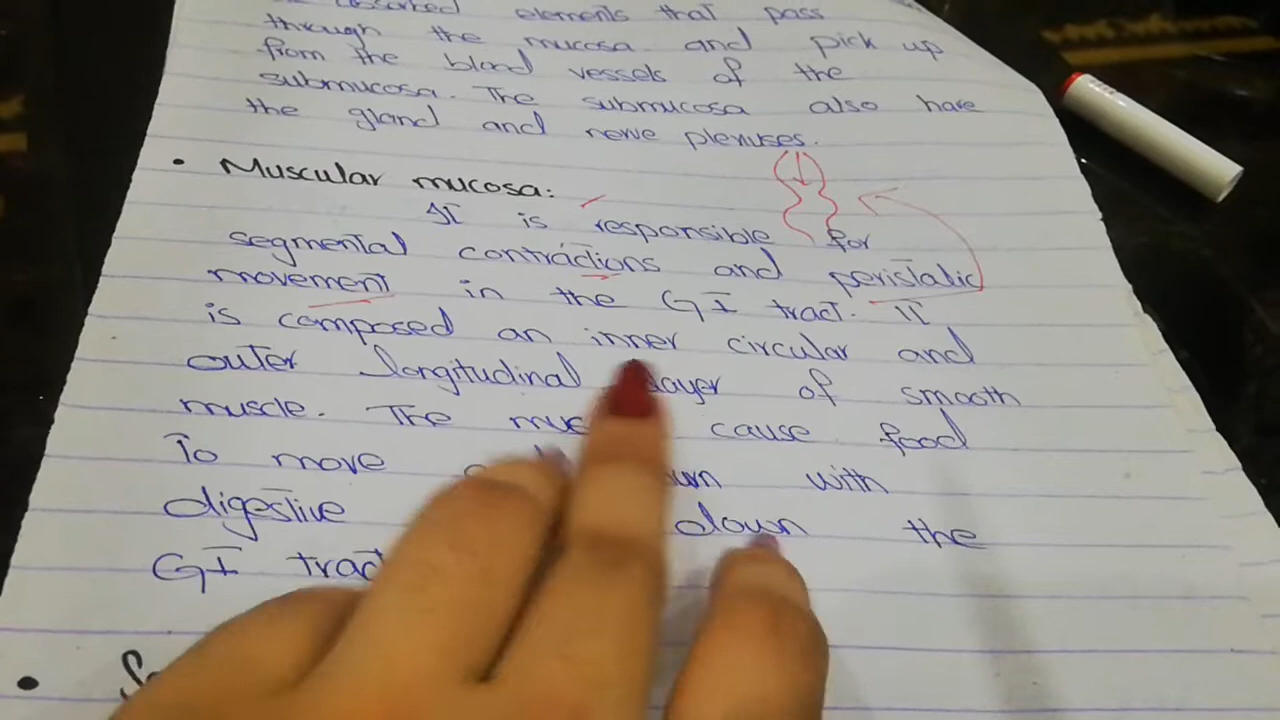 absorbed elements that pass
through the mucosa and pick up
from the blood vessels of the
submucosa. The submucosa also have
the gland and nerve plexuses.
• Muscular mucosa:
It is responsible for
segmental contractions and peristalic
movement in the GI tract. It
is composed an inner circular and
outer longitudinal layer of smooth
muscle. The cause food
To move with
digestive down the
GI tract
•